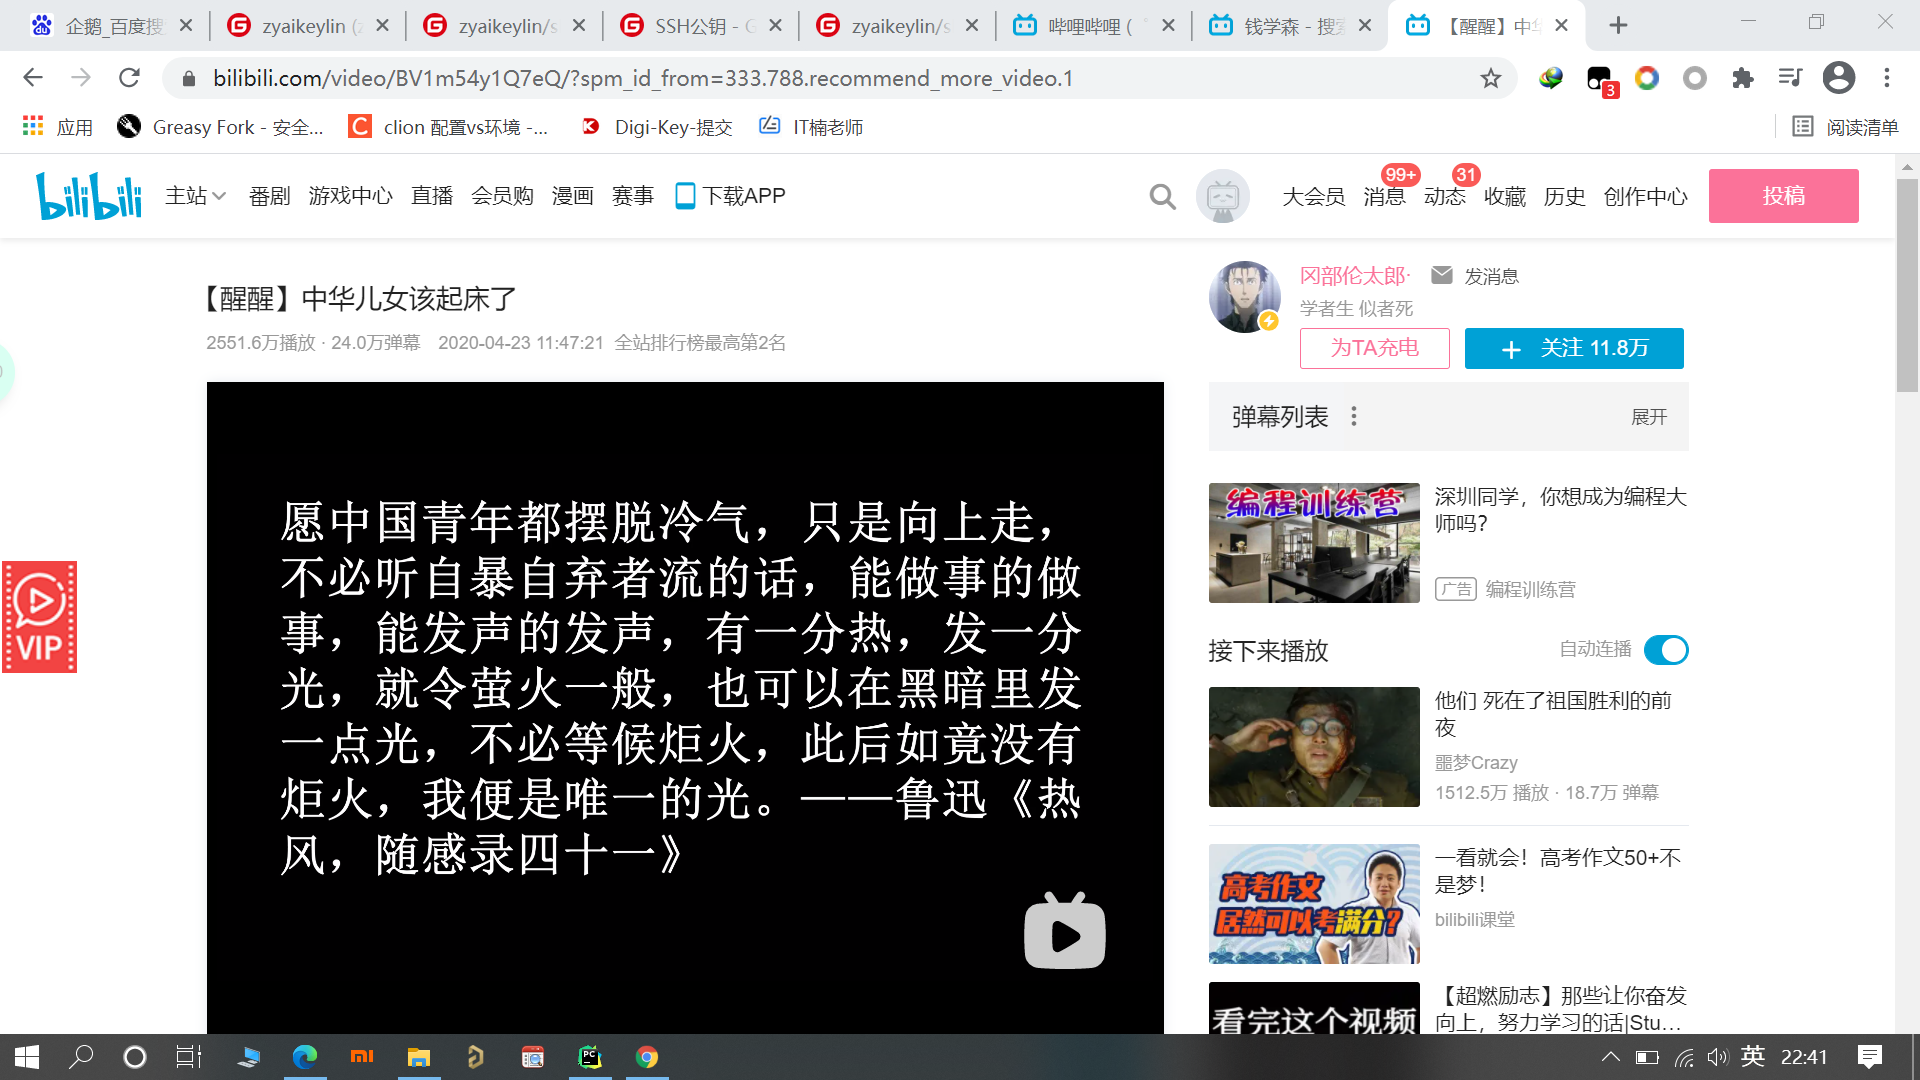 企鹅_百度搜
zyaikeylin (z
zyaikeylin/s
SSH公钥 - G
zyaikeylin/s
哔哩哔哩 (
钱学森 - 搜索
【醒醒】中华
bilibili.com/video/BV1m54y1Q7eQ/?spm_id_from=333.788.recommend_more_video.1
3
应用
Greasy Fork - 安全...
clion 配置vs环境 -...
Digi-Key-提交
IT楠老师
阅读清单
bilibili
主站
番剧
游戏中心
直播
会员购
漫画
赛事
下载APP
大会员
消息
99+
动态
31
收藏
历史
创作中心
投稿
【醒醒】中华儿女该起床了
2551.6万播放 · 24.0万弹幕 2020-04-23 11:47:21 全站排行榜最高第2名
愿中国青年都摆脱冷气，只是向上走，
不必听自暴自弃者流的话，能做事的做
事，能发声的发声，有一分热，发一分
光，就令萤火一般，也可以在黑暗里发
一点光，不必等候炬火，此后如竟没有
炬火，我便是唯一的光。——鲁迅《热
风，随感录四十一》
VIP
冈部伦太郎·
发消息
学者生 似者死
为TA充电
+ 关注 11.8万
弹幕列表
展开
编程训练营
深圳同学，你想成为编程大
师吗？
广告 编程训练营
接下来播放
自动连播
他们 死在了祖国胜利的前
夜
噩梦Crazy
1512.5万 播放 · 18.7万 弹幕
高考作文
居然可以考满分？
一看就会！高考作文50+不
是梦！
bilibili课堂
看完这个视频
【超燃励志】那些让你奋发
向上，努力学习的话|Stu...
mi
PC
英
22:41